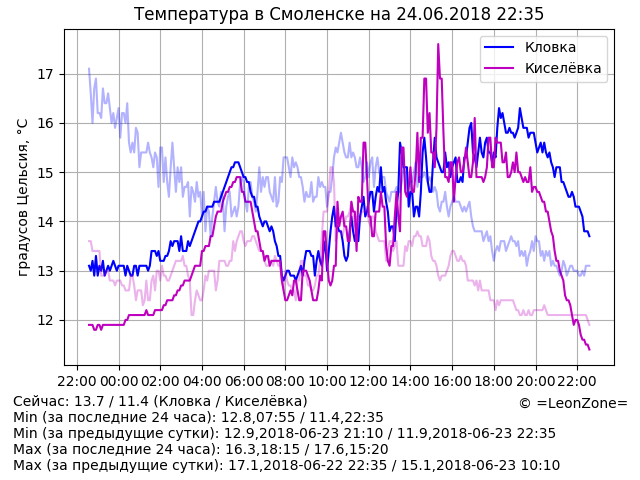 Температура в Смоленске на 24.06.2018 22:35
Кловка
Киселёвка
градусов Цельсия, °C
17
16
15
14
13
12
22:00 00:00 02:00 04:00 06:00 08:00 10:00 12:00 14:00 16:00 18:00 20:00 22:00
Сейчас: 13.7 / 11.4 (Кловка / Киселёвка)
© =LeonZone=
Min (за последние 24 часа): 12.8,07:55 / 11.4,22:35
Min (за предыдущие сутки): 12.9,2018-06-23 21:10 / 11.9,2018-06-23 22:35
Max (за последние 24 часа): 16.3,18:15 / 17.6,15:20
Max (за предыдущие сутки): 17.1,2018-06-22 22:35 / 15.1,2018-06-23 10:10